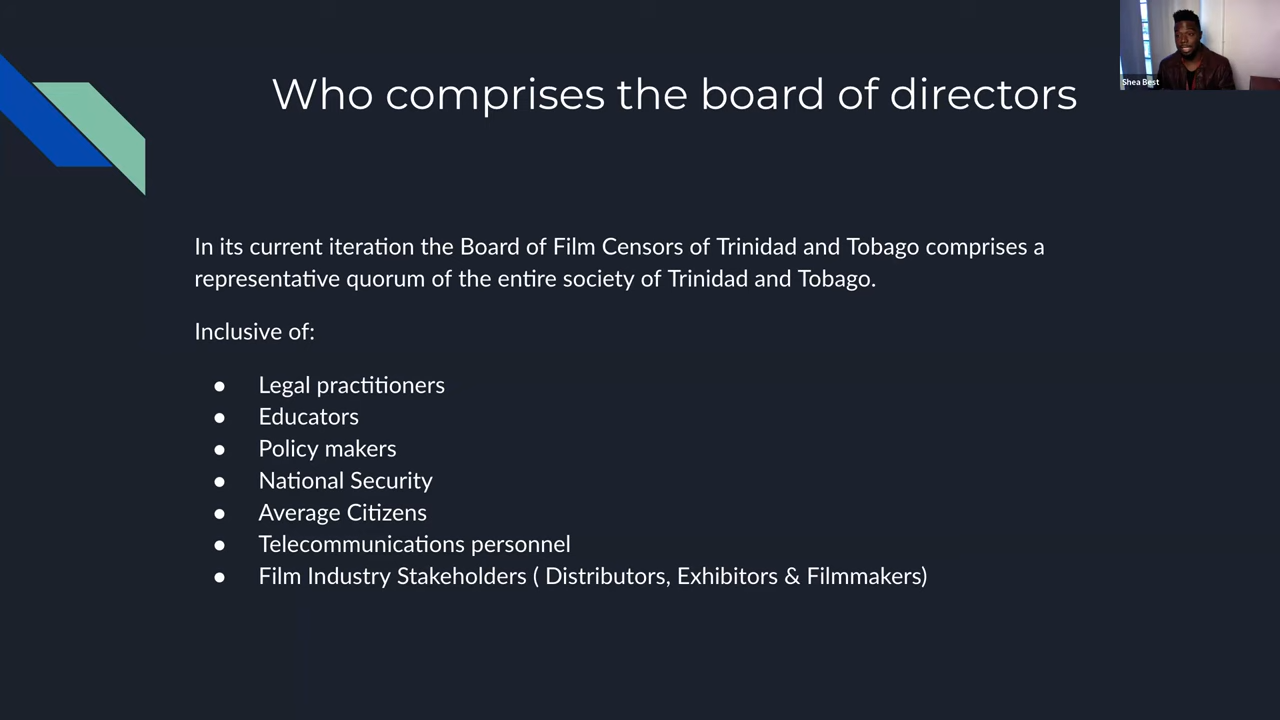 Who comprises the board of directors
Shea Best
In its current iteration the Board of Film Censors of Trinidad and Tobago comprises a
representative quorum of the entire society of Trinidad and Tobago.
Inclusive of:
● Legal practitioners
● Educators
● Policy makers
● National Security
● Average Citizens
● Telecommunications personnel
● Film Industry Stakeholders ( Distributors, Exhibitors & Filmmakers)